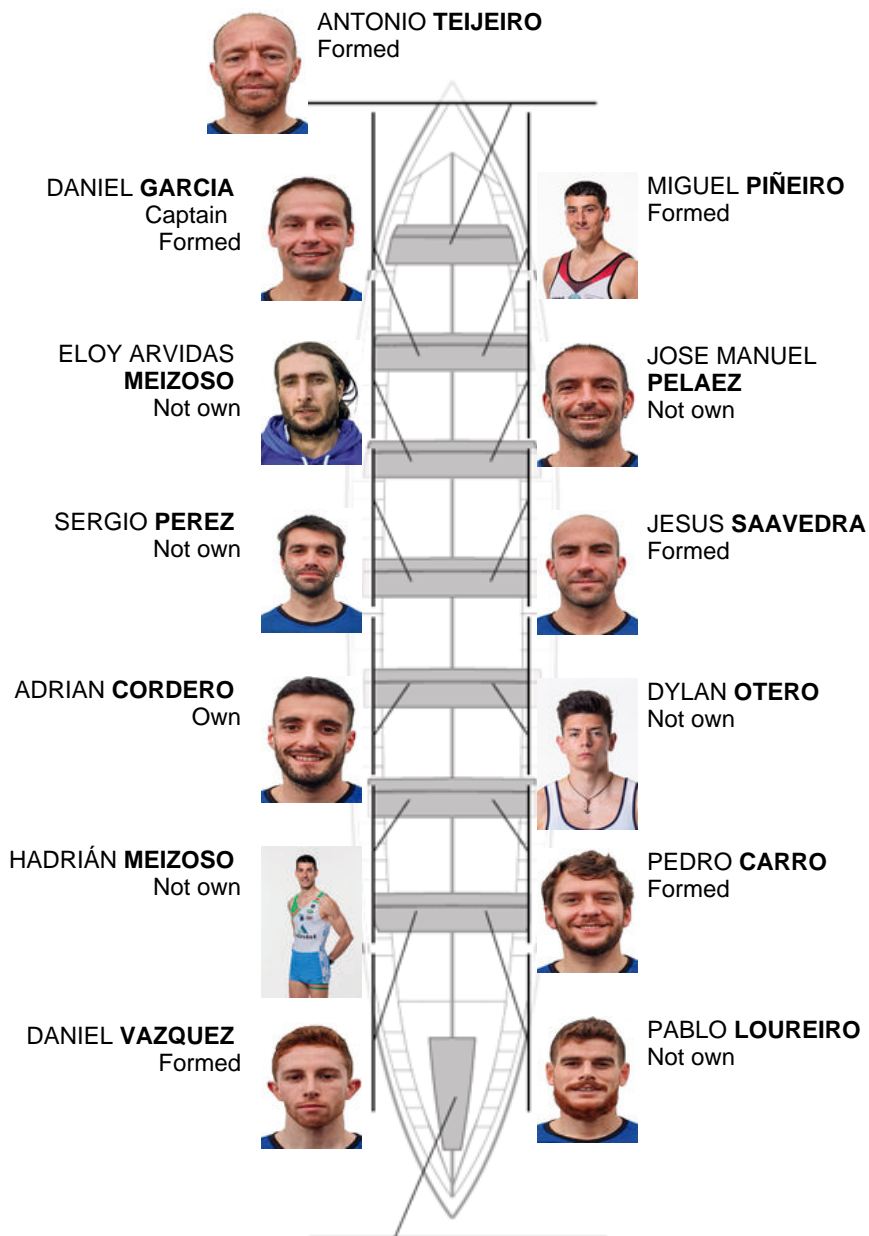 ANTONIO TEIJEIRO
Formed
DANIEL GARCIA
Captain
Formed
MIGUEL PIÑEIRO
Formed
ELOY ARVIDAS
MEIZOSO
Not own
JOSE MANUEL
PELAEZ
Not own
SERGIO PEREZ
Not own
JESUS SAAVEDRA
Formed
ADRIAN CORDERO
Own
DYLAN OTERO
Not own
HADRIÁN MEIZOSO
Not own
PEDRO CARRO
Formed
DANIEL VAZQUEZ
Formed
PABLO LOUREIRO
Not own